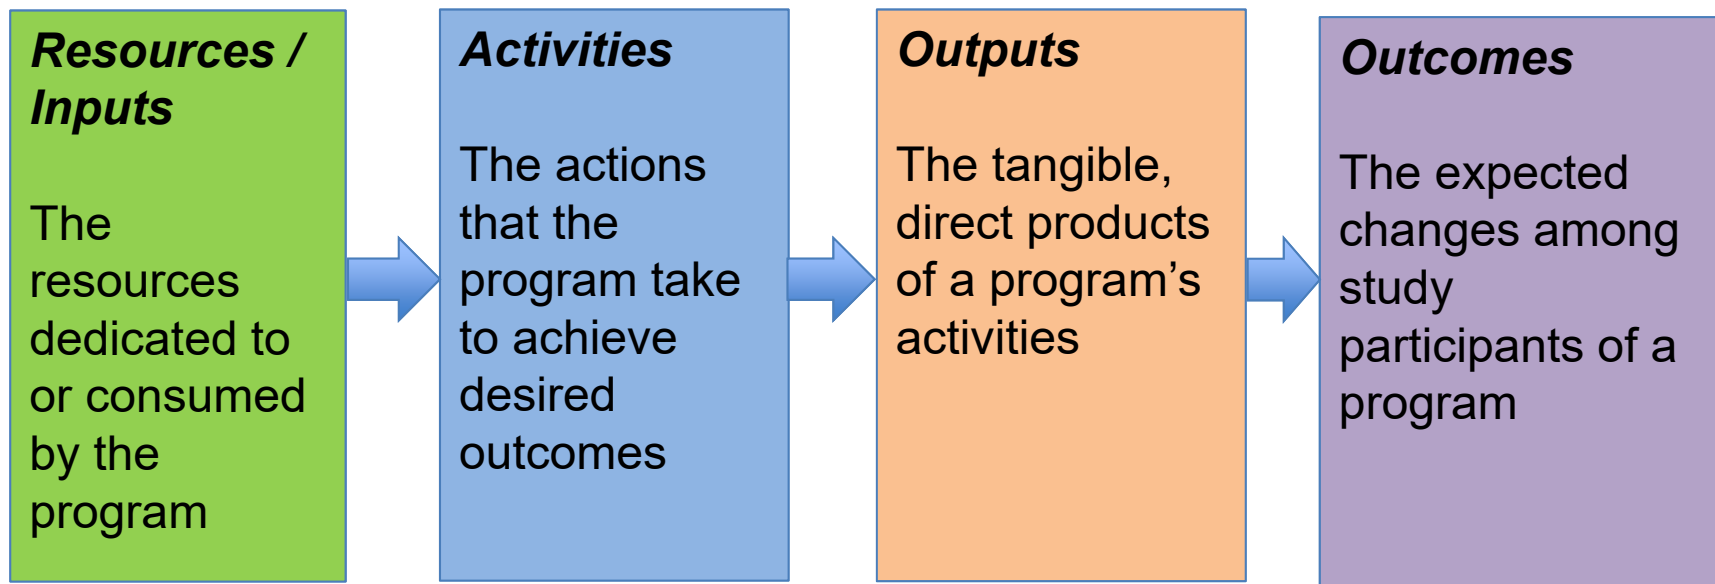 Resources /
Inputs
The
resources
dedicated to
or consumed
by the
program
Activities
The actions
that the
program take
to achieve
desired
outcomes
Outputs
The tangible,
direct products
of a program’s
activities
Outcomes
The expected
changes among
study
participants of a
program